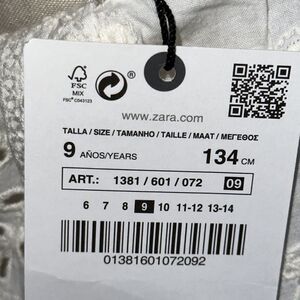 FSC
MIX
FSC® C043123
www.zara.com
TALLA / SIZE / TAMANHO / TAILLE / MAAT / ΜΕΓΕΘΟΣ
9 AÑOS/YEARS 134 CM
ART.: 1381 / 601 / 072 09
6 7 8 9 10 11-12 13-14
01381601072092